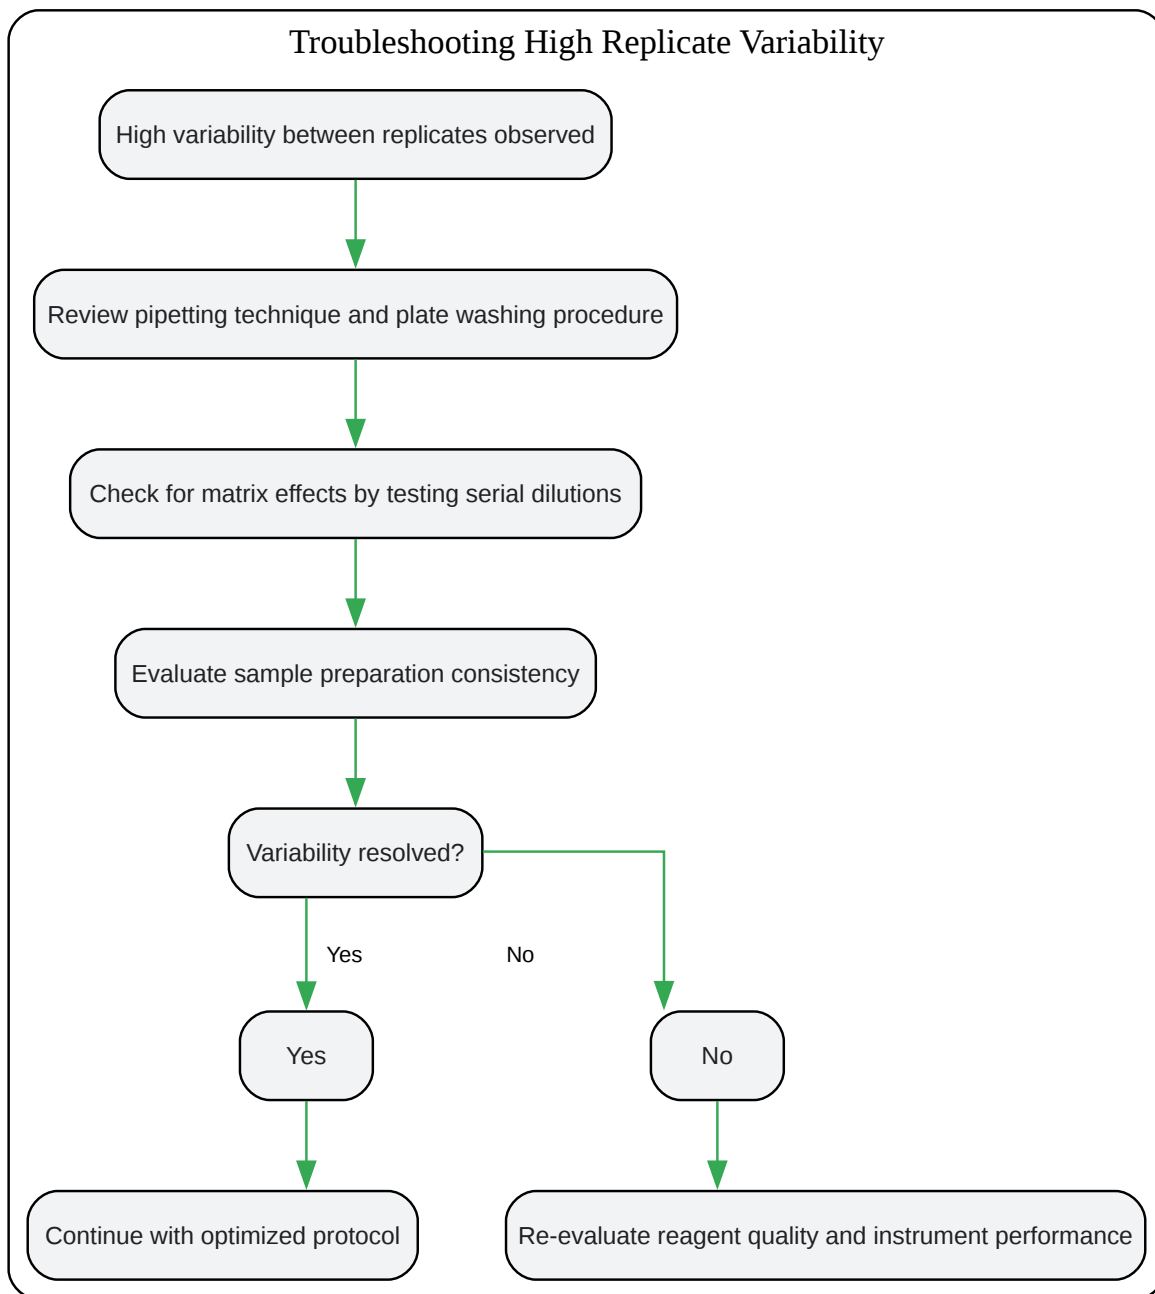 Troubleshooting High Replicate Variability
High variability between replicates observed
Review pipetting technique and plate washing procedure
Check for matrix effects by testing serial dilutions
Evaluate sample preparation consistency
Variability resolved?
Yes
No
Yes
No
Continue with optimized protocol
Re-evaluate reagent quality and instrument performance